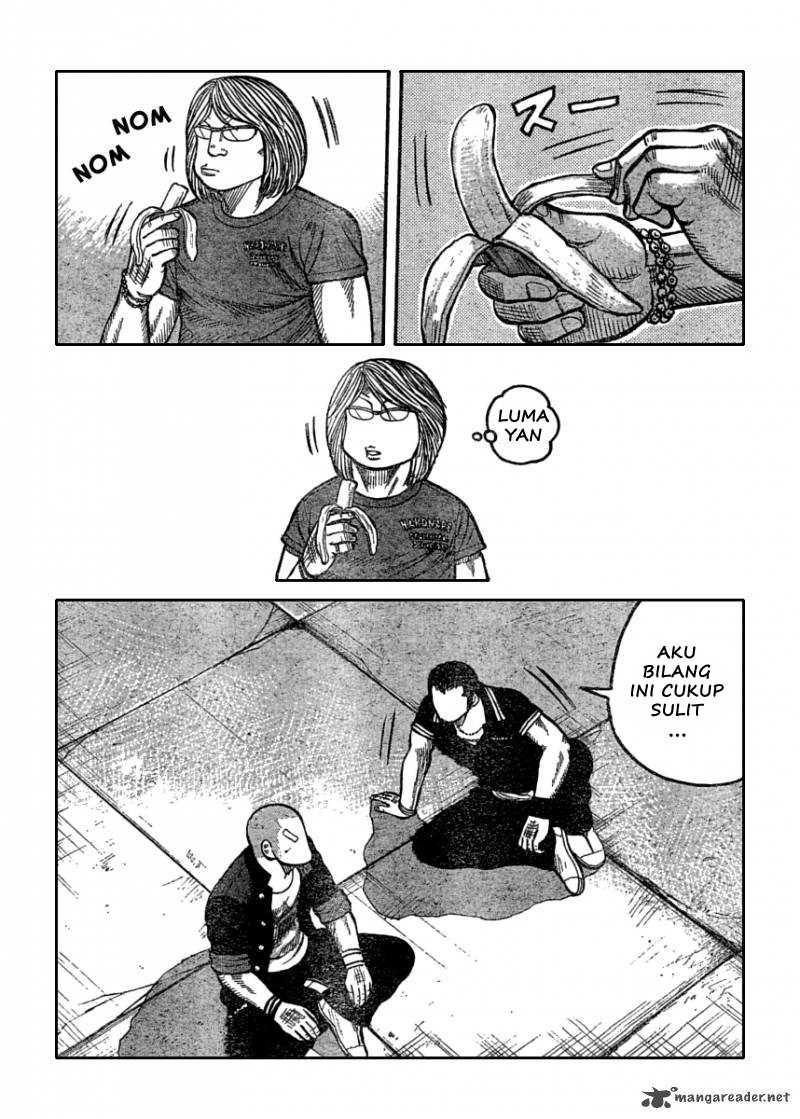 スー
NOM
NOM
LUMA
YAN
AKU
BILANG
INI CUKUP
SULIT
...
mangareader.net